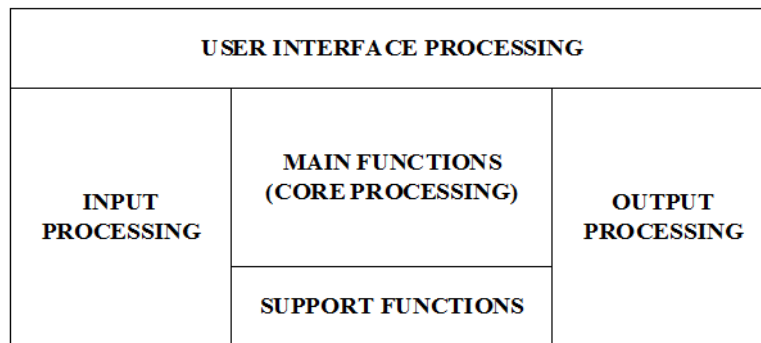 USER INTERFACE PROCESSING
MAIN FUNCTIONS
(CORE PROCESSING)
INPUT
PROCESSING
OUTPUT
PROCESSING
SUPPORT FUNCTIONS